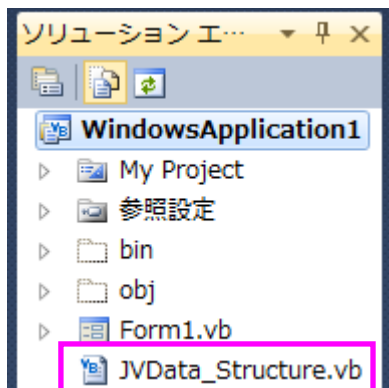 ソリューション エ…
WindowsApplication1
My Project
参照設定
bin
obj
Form1.vb
JVData_Structure.vb